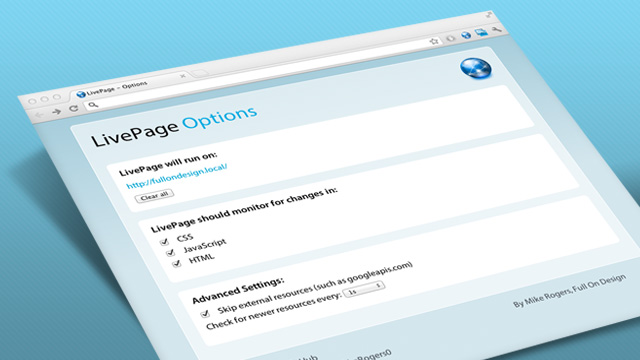 LivePage - Options
LivePage Options
LivePage will run on:
http://fullondesign.local/
Clear all
LivePage should monitor for changes in:
CSS
JavaScript
HTML
Advanced Settings:
Skip external resources (such as googleapis.com)
Check for newer resources every: 1s
By Mike Rogers, Full On Design